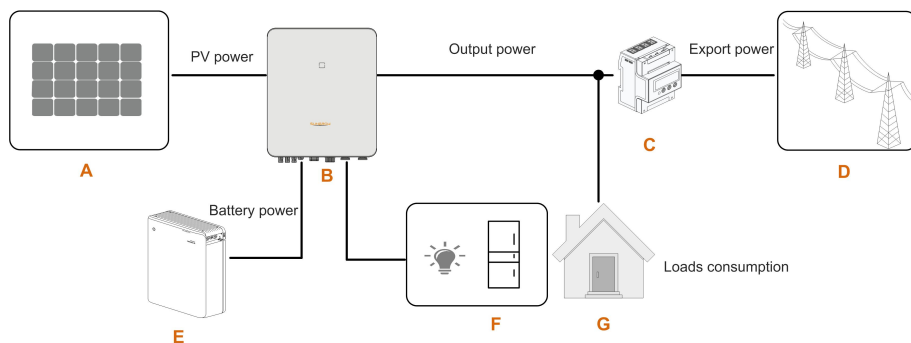 PV power
Output power
Export power
A
B
C
D
Battery power
Loads consumption
E
F
G